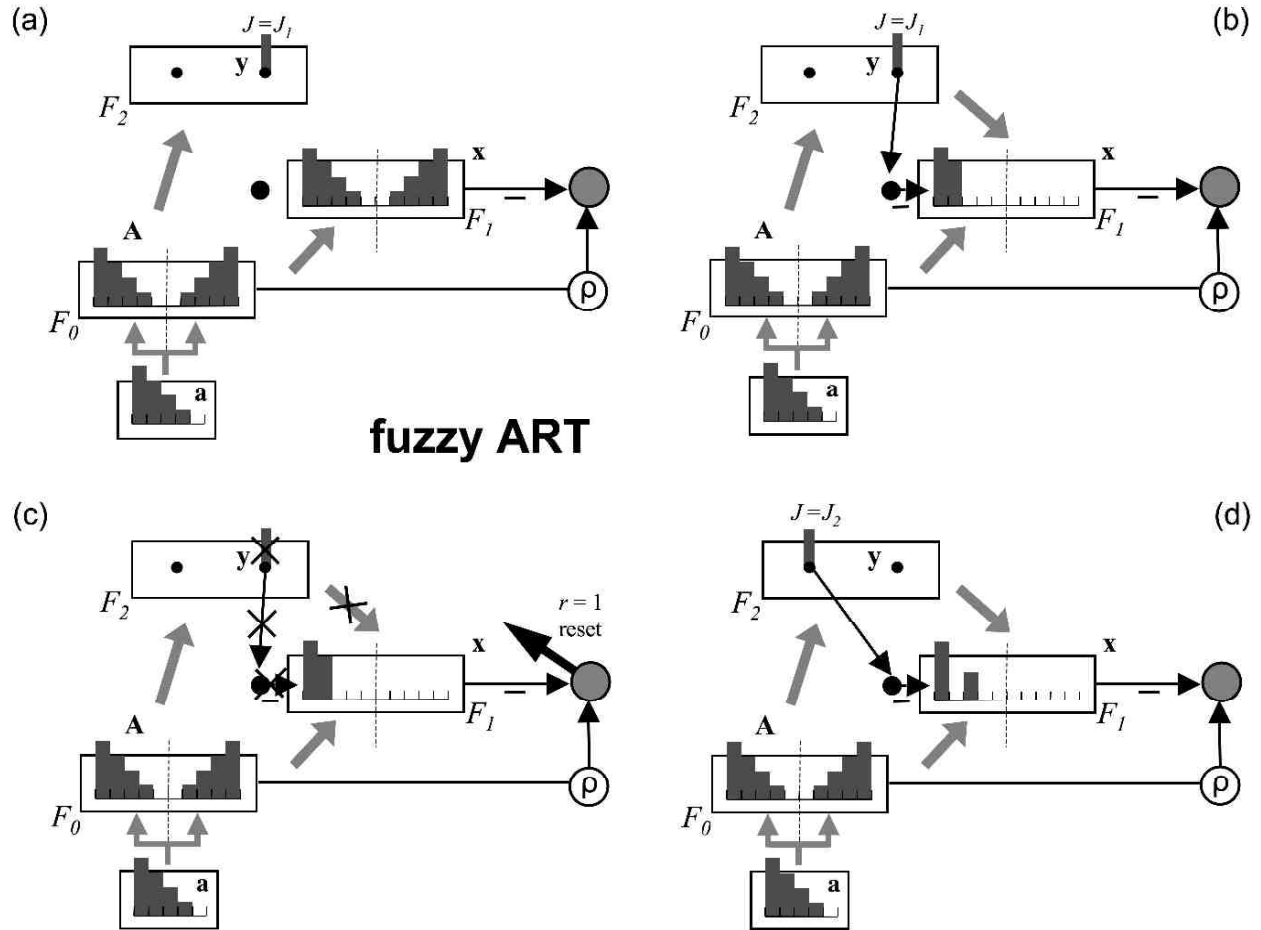 (a)
J = J₁
y
F₂
x
F₁
A
F₀
ρ
a
(b)
J = J₁
y
F₂
x
F₁
A
F₀
ρ
a
fuzzy ART
(c)
y
F₂
r = 1
reset
x
F₁
A
F₀
ρ
a
(d)
J = J₂
y
F₂
x
F₁
A
F₀
ρ
a